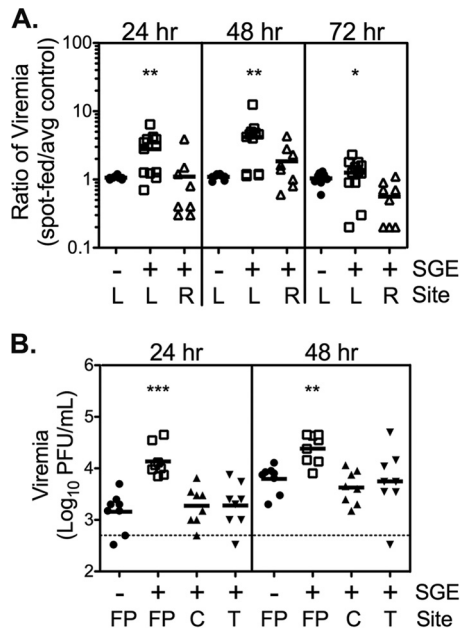 A.
24 hr 48 hr 72 hr
** ** *
Ratio of Viremia
(spot-fed/avg control)
100
10
1
0.1
- + + - + + - + + SGE
L L R L L R L L R Site
B.
24 hr 48 hr
*** **
Viremia
(Log10 PFU/mL)
6
5
4
3
2
- + + + - + + + SGE
FP FP C T FP FP C T Site